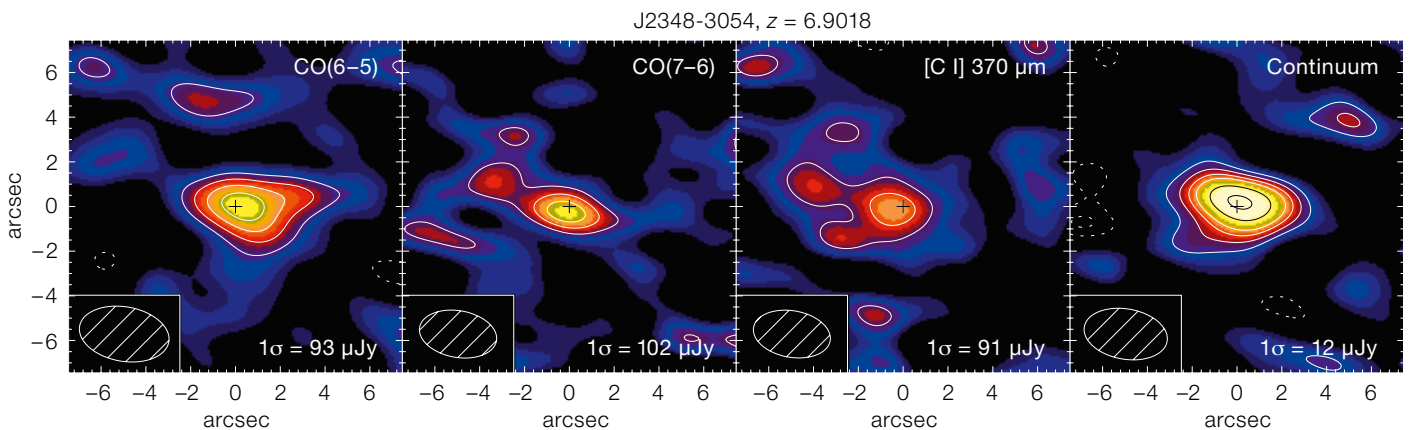 J2348-3054, z = 6.9018
CO(6–5)
CO(7–6)
[C I] 370 µm
Continuum
6
4
2
0
−2
−4
−6
arcsec
1σ = 93 µJy
1σ = 102 µJy
1σ = 91 µJy
1σ = 12 µJy
−6 −4 −2 0 2 4 6
−6 −4 −2 0 2 4 6
−6 −4 −2 0 2 4 6
−6 −4 −2 0 2 4 6
arcsec
arcsec
arcsec
arcsec